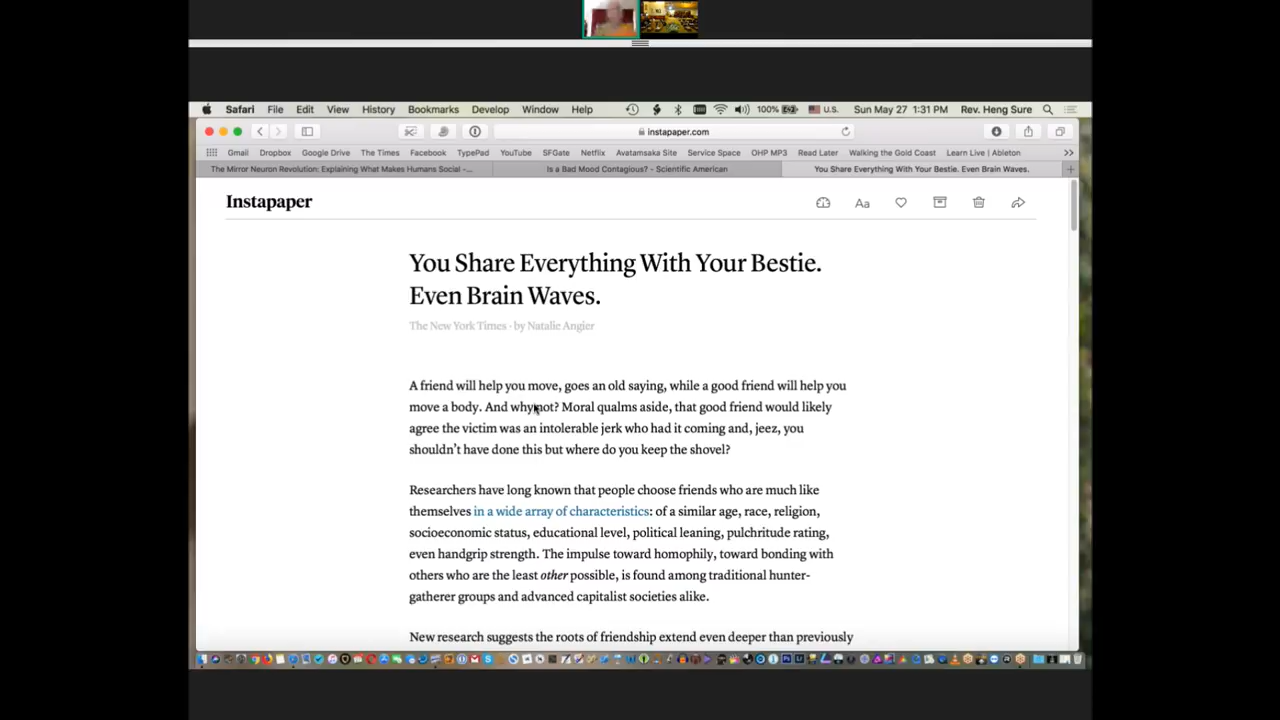 Safari File Edit View History Bookmarks Develop Window Help 100% U.S. Sun May 27 1:31 PM Rev. Heng Sure
instapaper.com
Gmail Dropbox Google Drive The Times Facebook TypePad YouTube SFGate Netflix Avatamsaka Site Service Space OHP MP3 Read Later Walking the Gold Coast Learn Live | Ableton >>
The Mirror Neuron Revolution: Explaining What Makes Humans Social -... Is a Bad Mood Contagious? - Scientific American You Share Everything With Your Bestie. Even Brain Waves. +
Instapaper Aa
You Share Everything With Your Bestie.
Even Brain Waves.
The New York Times - by Natalie Angier
A friend will help you move, goes an old saying, while a good friend will help you
move a body. And why not? Moral qualms aside, that good friend would likely
agree the victim was an intolerable jerk who had it coming and, jeez, you
shouldn't have done this but where do you keep the shovel?
Researchers have long known that people choose friends who are much like
themselves in a wide array of characteristics: of a similar age, race, religion,
socioeconomic status, educational level, political leaning, pulchritude rating,
even handgrip strength. The impulse toward homophily, toward bonding with
others who are the least other possible, is found among traditional hunter-
gatherer groups and advanced capitalist societies alike.
New research suggests the roots of friendship extend even deeper than previously